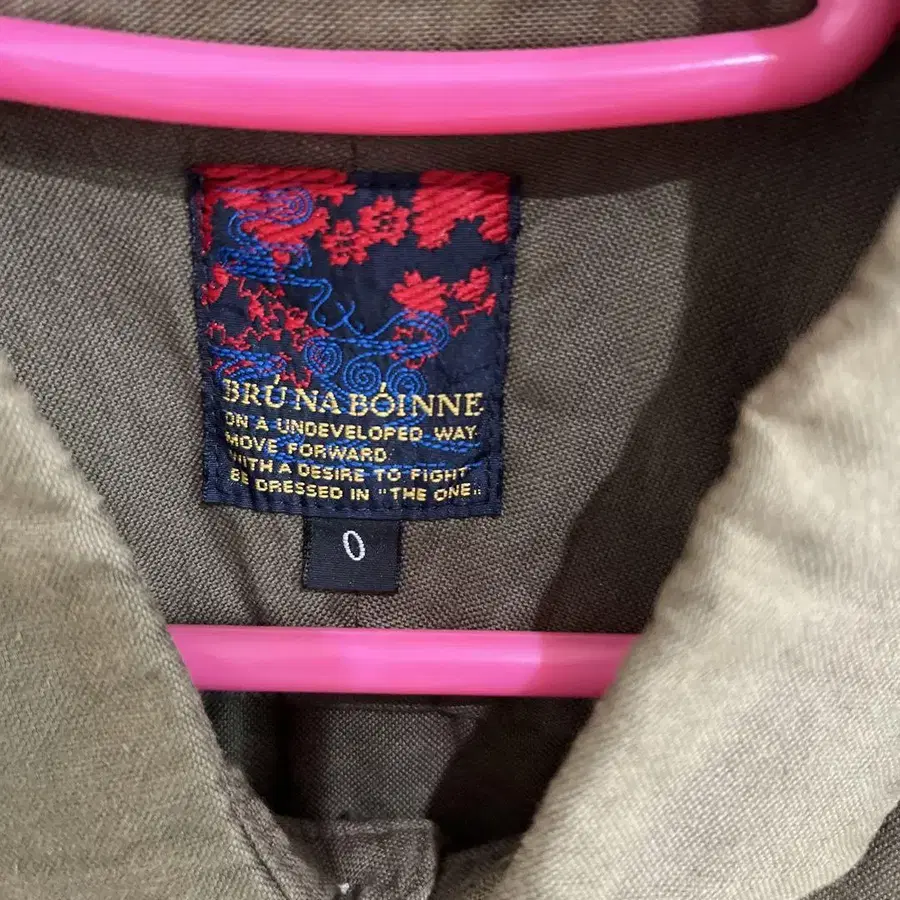 BRÚ NA BÓINNE
ON A UNDEVELOPED WAY
MOVE FORWARD
WITH A DESIRE TO FIGHT
BE DRESSED IN "THE ONE"
0